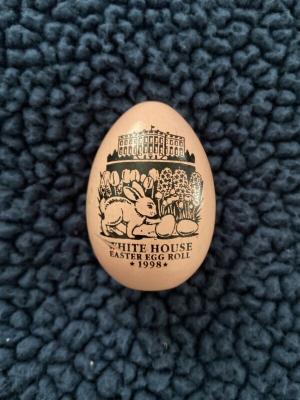 WHITE HOUSE
EASTER EGG ROLL
★1998★